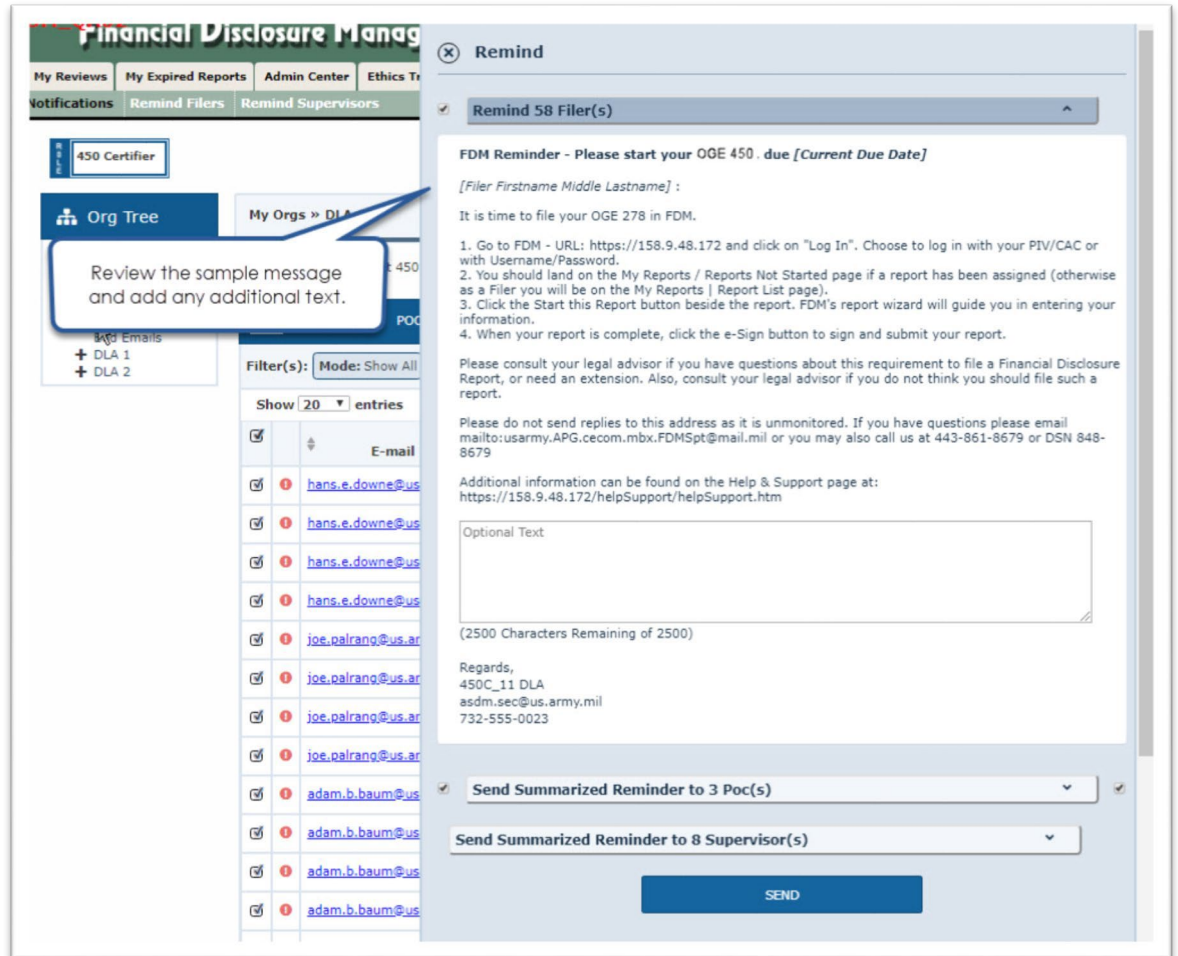 Financial Disclosure Manag
My Reviews My Expired Reports Admin Center Ethics Tr
Notifications Remind Filers Remind Supervisors
450 Certifier
Org Tree
My Orgs » DLA
t 450
POC
Review the sample message
and add any additional text.
Emails
+ DLA 1
+ DLA 2
Filter(s): Mode: Show All
Show 20 entries
E-mail
hans.e.downe@us
hans.e.downe@us
hans.e.downe@us
hans.e.downe@us
joe.palrang@us.ar
joe.palrang@us.ar
joe.palrang@us.ar
joe.palrang@us.ar
adam.b.baum@us
adam.b.baum@us
adam.b.baum@us
adam.b.baum@us
Remind
Remind 58 Filer(s)
FDM Reminder - Please start your OGE 450. due [Current Due Date]
[Filer Firstname Middle Lastname] :
It is time to file your OGE 278 in FDM.
1. Go to FDM - URL: https://158.9.48.172 and click on "Log In". Choose to log in with your PIV/CAC or
with Username/Password.
2. You should land on the My Reports / Reports Not Started page if a report has been assigned (otherwise
as a Filer you will be on the My Reports | Report List page).
3. Click the Start this Report button beside the report. FDM's report wizard will guide you in entering your
information.
4. When your report is complete, click the e-Sign button to sign and submit your report.
Please consult your legal advisor if you have questions about this requirement to file a Financial Disclosure
Report, or need an extension. Also, consult your legal advisor if you do not think you should file such a
report.
Please do not send replies to this address as it is unmonitored. If you have questions please email
mailto:usarmy.APG.cecom.mbx.FDMSpt@mail.mil or you may also call us at 443-861-8679 or DSN 848-
8679
Additional information can be found on the Help & Support page at:
https://158.9.48.172/helpSupport/helpSupport.htm
Optional Text
(2500 Characters Remaining of 2500)
Regards,
450C_11 DLA
asdm.sec@us.army.mil
732-555-0023
Send Summarized Reminder to 3 Poc(s)
Send Summarized Reminder to 8 Supervisor(s)
SEND